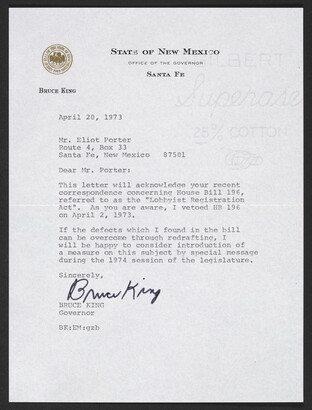 STATE OF NEW MEXICO
OFFICE OF THE GOVERNOR
SANTA FE
BRUCE KING
GILBERT
Superase
25% COTTON
April 20, 1973
Mr. Eliot Porter
Route 4, Box 33
Santa Fe, New Mexico 87501
Dear Mr. Porter:
This letter will acknowledge your recent
correspondence concerning House Bill 196,
referred to as the "Lobbyist Registration
Act". As you are aware, I vetoed HB 196
on April 2, 1973.
If the defects which I found in the bill
can be overcome through redrafting, I
will be happy to consider introduction of
a measure on this subject by special message
during the 1974 session of the legislature.
Sincerely,
Bruce King
BRUCE KING
Governor
BK:EM:gzh